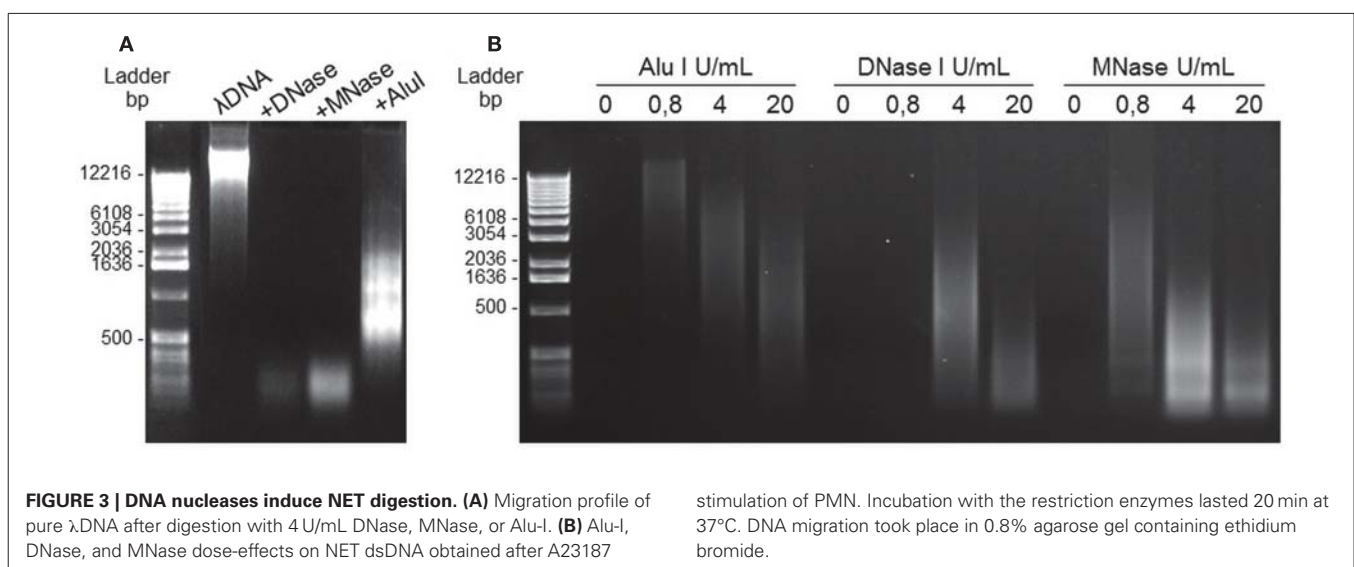 A
Ladder
bp
λDNA
+DNase
+MNase
+AluI
12216 -
6108 -
3054 -
2036 -
1636 -
500 -
B
Ladder
bp
Alu I U/mL DNase I U/mL MNase U/mL
0 0,8 4 20 0 0,8 4 20 0 0,8 4 20
12216 -
6108 -
3054 -
2036 -
1636 -
500 -
FIGURE 3 | DNA nucleases induce NET digestion. (A) Migration profile of
pure λDNA after digestion with 4 U/mL DNase, MNase, or Alu-I. (B) Alu-I,
DNase, and MNase dose-effects on NET dsDNA obtained after A23187
stimulation of PMN. Incubation with the restriction enzymes lasted 20 min at
37°C. DNA migration took place in 0.8% agarose gel containing ethidium
bromide.